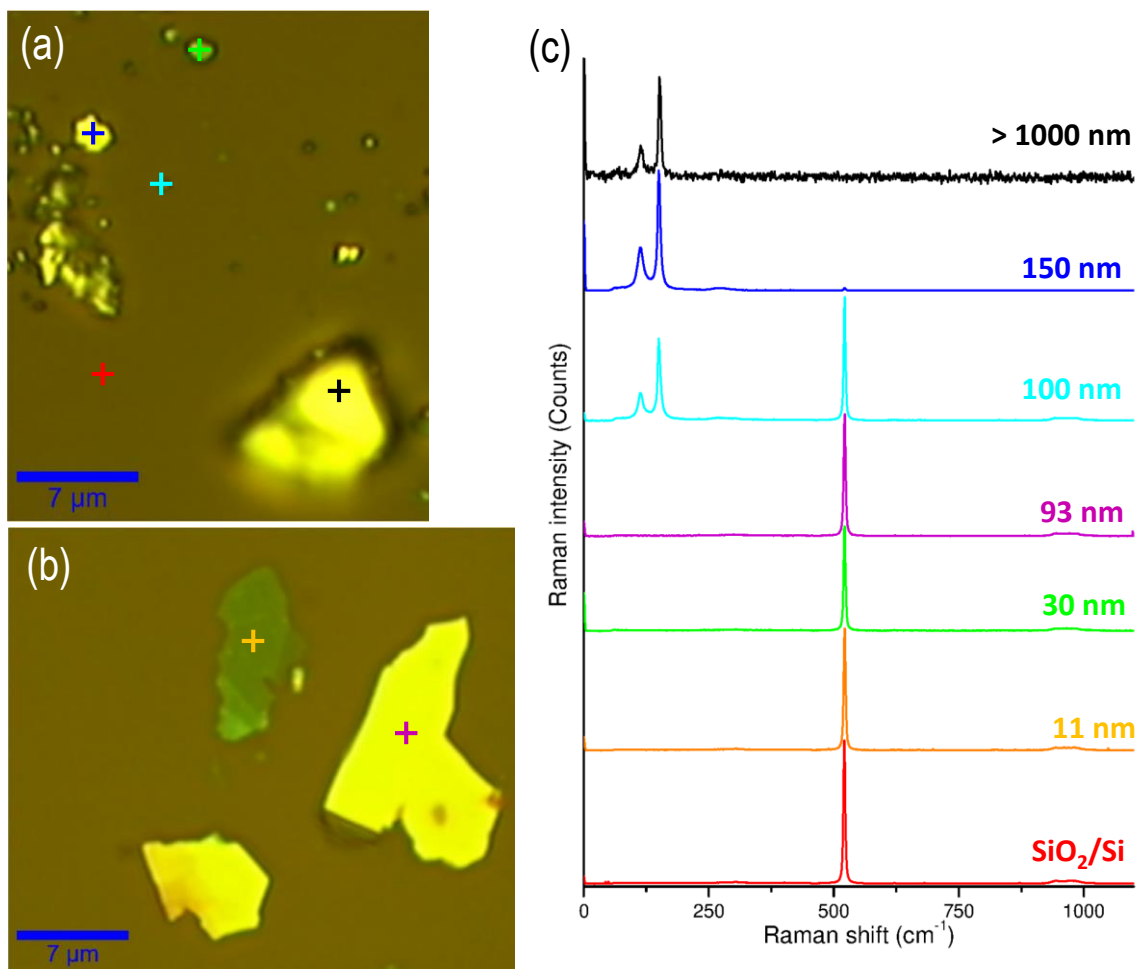 (a)
7 µm
(b)
7 µm
(c)
> 1000 nm
150 nm
100 nm
93 nm
30 nm
11 nm
SiO₂/Si
Raman intensity (Counts)
0 250 500 750 1000
Raman shift (cm⁻¹)